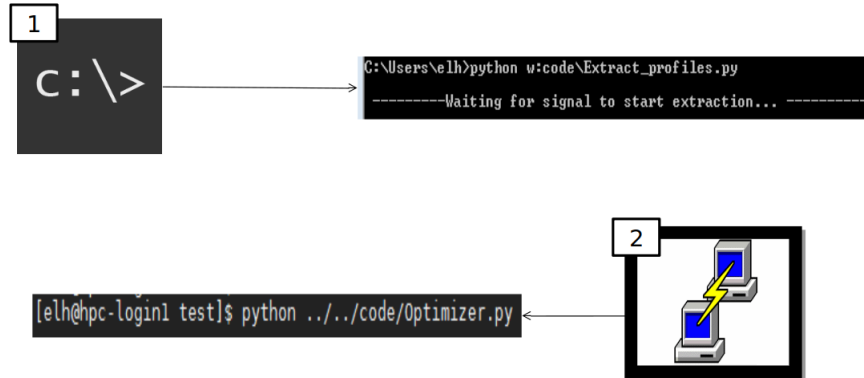 1
c:\>
C:\Users\elh>python w:code\Extract_profiles.py
---------Waiting for signal to start extraction... ----------
2
[elh@hpc-login1 test]$ python ../../code/Optimizer.py